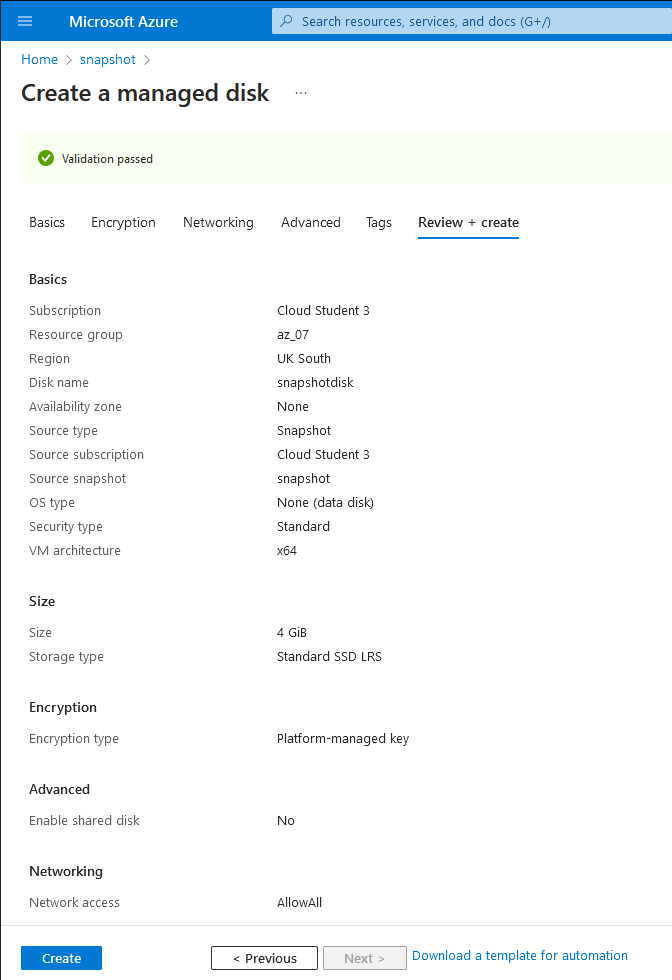 Microsoft Azure
Search resources, services, and docs (G+/)
Home > snapshot >
Create a managed disk ...
Validation passed
Basics Encryption Networking Advanced Tags Review + create
Basics
Subscription Cloud Student 3
Resource group az_07
Region UK South
Disk name snapshotdisk
Availability zone None
Source type Snapshot
Source subscription Cloud Student 3
Source snapshot snapshot
OS type None (data disk)
Security type Standard
VM architecture x64
Size
Size 4 GiB
Storage type Standard SSD LRS
Encryption
Encryption type Platform-managed key
Advanced
Enable shared disk No
Networking
Network access AllowAll
Create < Previous Next > Download a template for automation